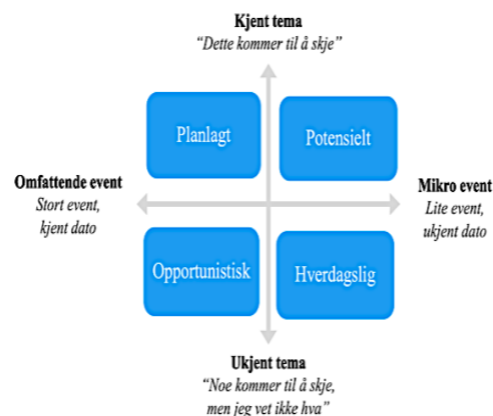 Kjent tema
“Dette kommer til å skje”
Planlagt
Potensielt
Omfattende event
Stort event,
kjent dato
Mikro event
Lite event,
ukjent dato
Opportunistisk
Hverdagslig
Ukjent tema
“Noe kommer til å skje,
men jeg vet ikke hva”